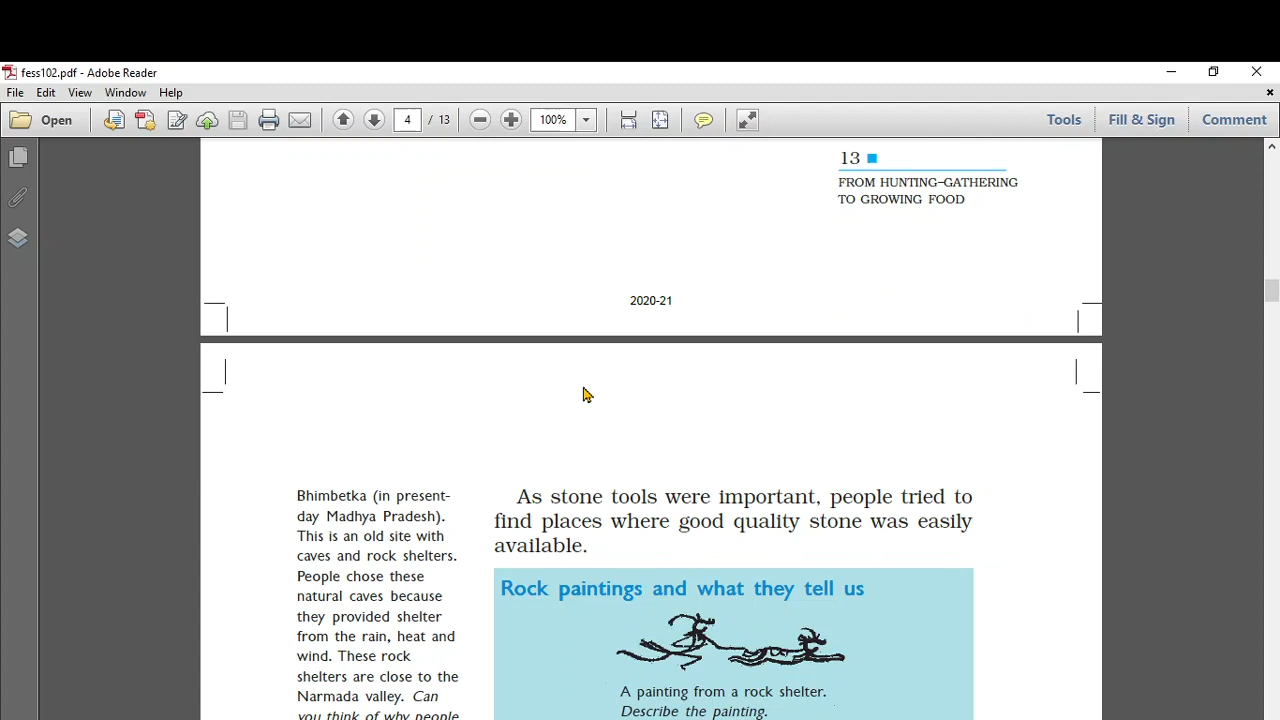 fess102.pdf - Adobe Reader
File Edit View Window Help
Open 4 / 13 100% Tools Fill & Sign Comment
13
FROM HUNTING–GATHERING
TO GROWING FOOD
2020-21
Bhimbetka (in present-
day Madhya Pradesh).
This is an old site with
caves and rock shelters.
People chose these
natural caves because
they provided shelter
from the rain, heat and
wind. These rock
shelters are close to the
Narmada valley. Can
you think of why people
As stone tools were important, people tried to
find places where good quality stone was easily
available.
Rock paintings and what they tell us
A painting from a rock shelter.
Describe the painting.